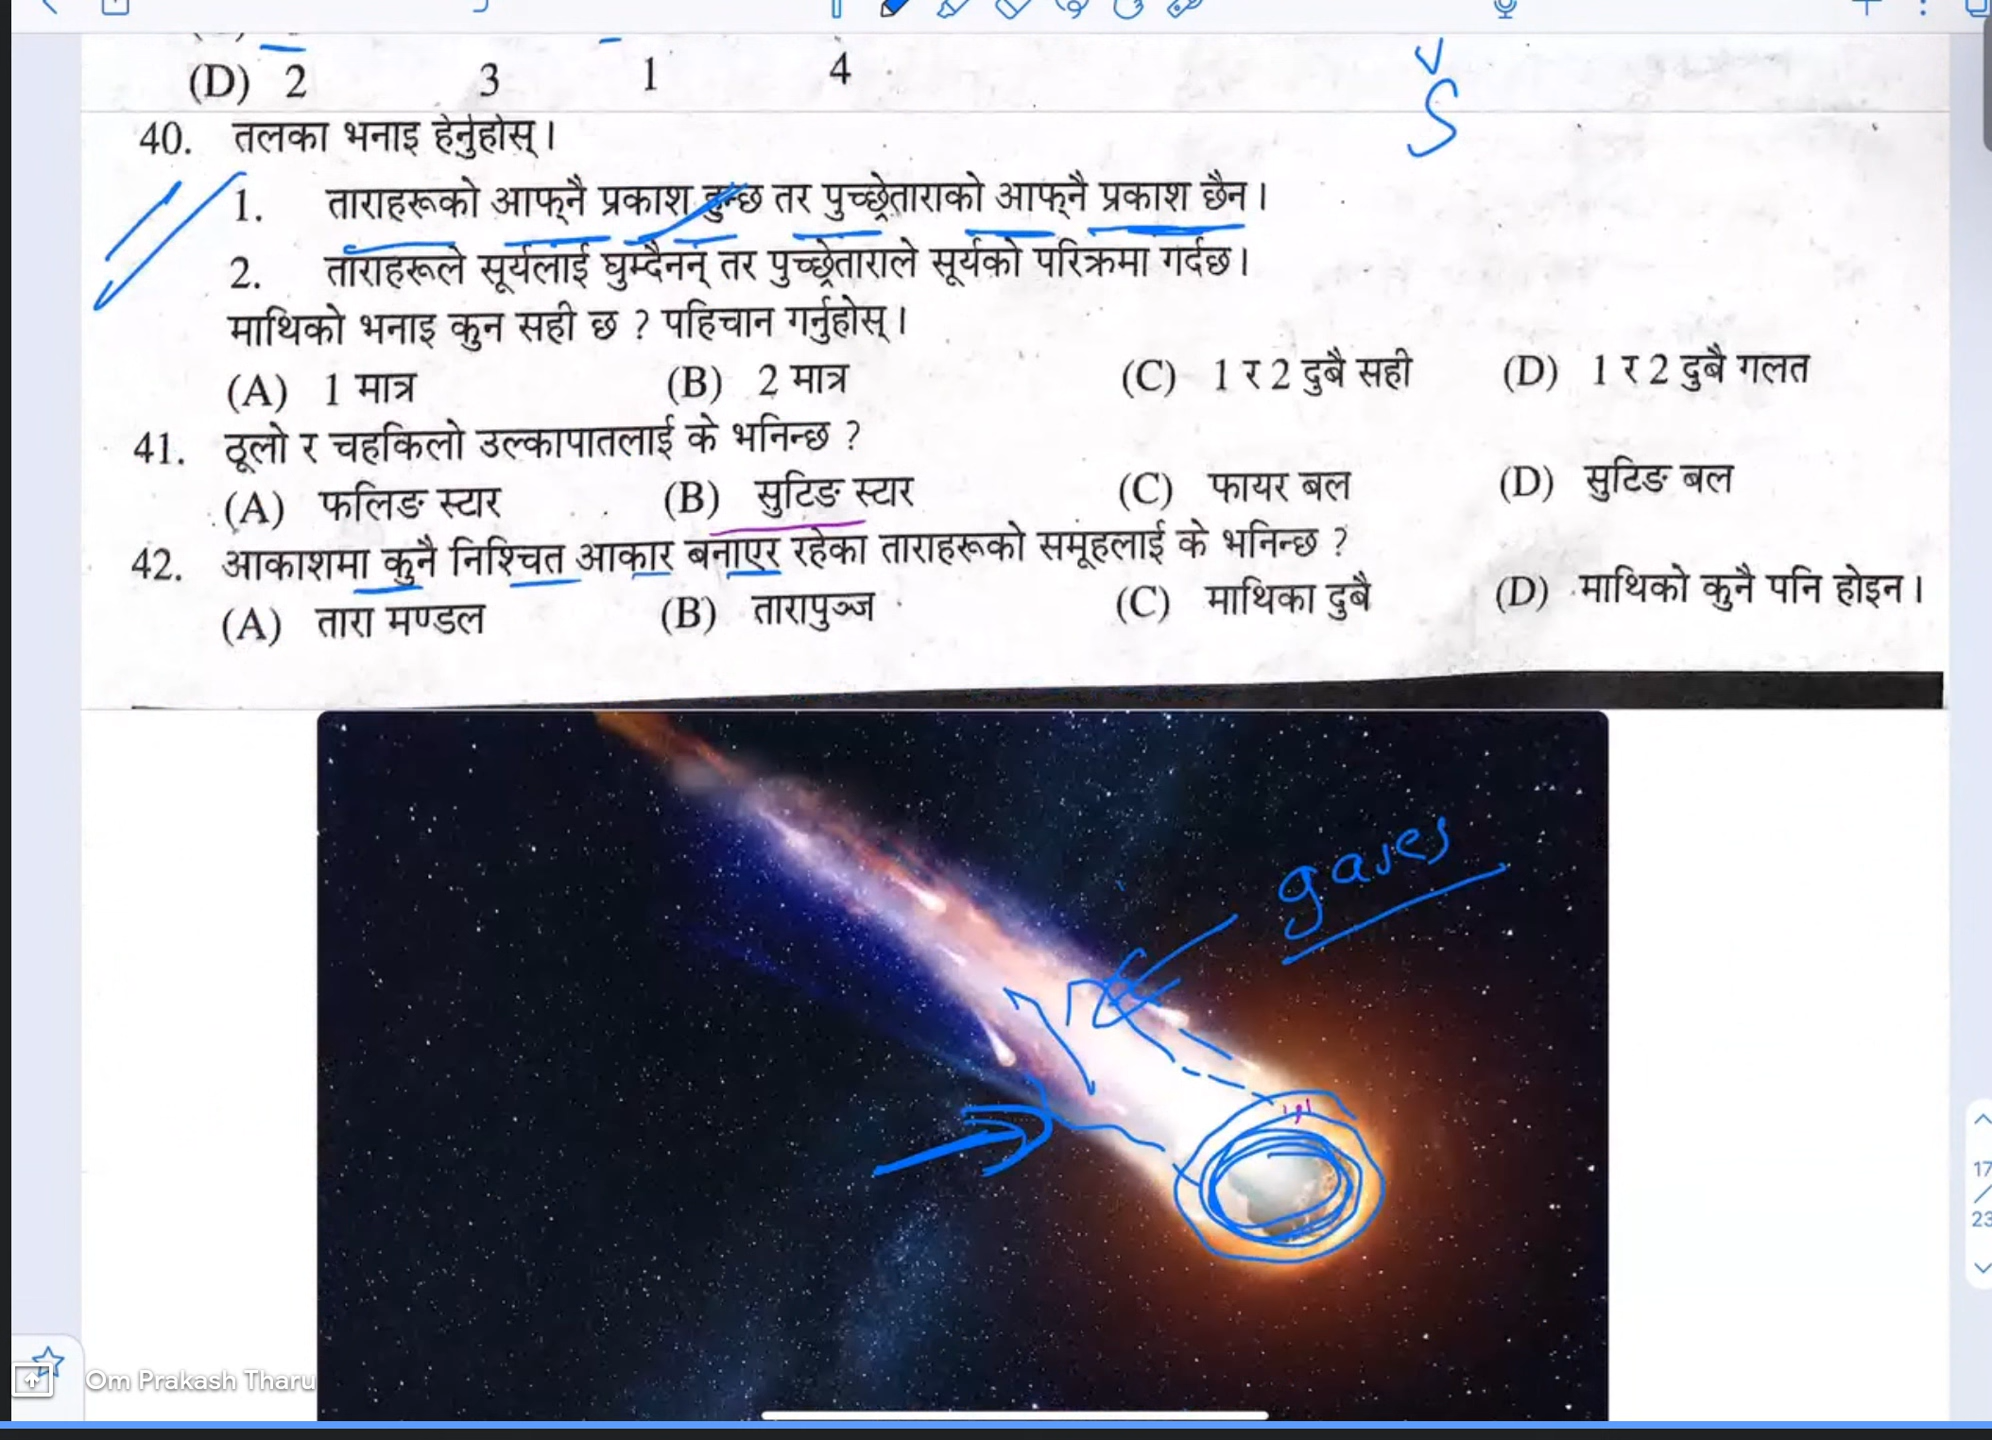 (D) 2 3 1 4
40. तलका भनाइ हेर्नुहोस् ।
1. ताराहरूको आफ्नै प्रकाश हुन्छ तर पुच्छ्रेताराको आफ्नै प्रकाश छैन ।
2. ताराहरूले सूर्यलाई घुम्दैनन् तर पुच्छ्रेताराले सूर्यको परिक्रमा गर्दछ ।
माथिको भनाइ कुन सही छ ? पहिचान गर्नुहोस् ।
(A) 1 मात्र (B) 2 मात्र (C) 1 र 2 दुबै सही (D) 1 र 2 दुबै गलत
41. ठूलो र चहकिलो उल्कापातलाई के भनिन्छ ?
(A) फलिङ स्टार (B) सुटिङ स्टार (C) फायर बल (D) सुटिङ बल
42. आकाशमा कुनै निश्चित आकार बनाएर रहेका ताराहरूको समूहलाई के भनिन्छ ?
(A) तारा मण्डल (B) तारापुञ्ज (C) माथिका दुबै (D) माथिको कुनै पनि होइन ।
gases
17
/
23
Om Prakash Tharu